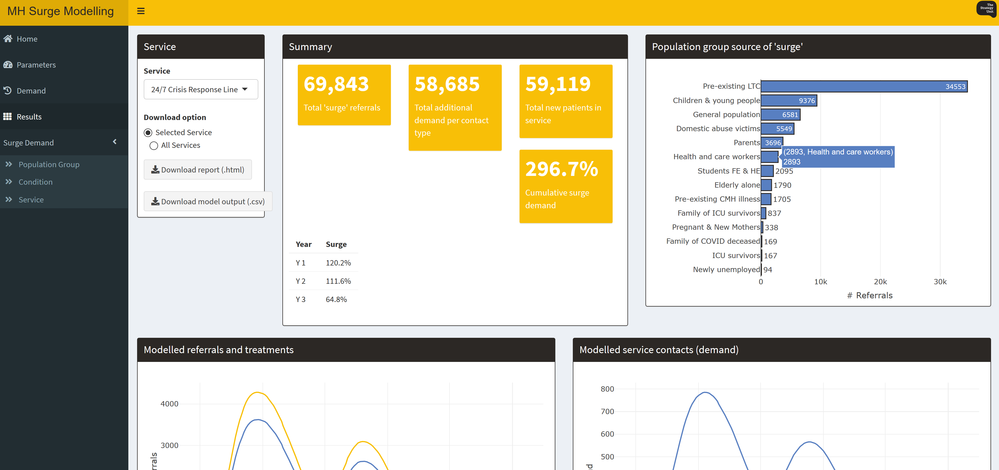 MH Surge Modelling
The
Strategy
Unit.
Home
Parameters
Demand
Results
Surge Demand
Population Group
Condition
Service
Service
Service
24/7 Crisis Response Line
Download option
Selected Service
All Services
Download report (.html)
Download model output (.csv)
Summary
69,843
Total 'surge' referrals
58,685
Total additional
demand per contact
type
59,119
Total new patients in
service
296.7%
Cumulative surge
demand
Year Surge
Y 1 120.2%
Y 2 111.6%
Y 3 64.8%
Population group source of 'surge'
Pre-existing LTC 34553
Children & young people 9376
General population 6581
Domestic abuse victims 5549
Parents 3696
Health and care workers
(2893, Health and care workers)
2893
Students FE & HE 2095
Elderly alone 1790
Pre-existing CMH illness 1705
Family of ICU survivors 837
Pregnant & New Mothers 338
Family of COVID deceased 169
ICU survivors 167
Newly unemployed 94
0 10k 20k 30k
# Referrals
Modelled referrals and treatments
4000
3000
rrals
Modelled service contacts (demand)
800
700
600
500
nd